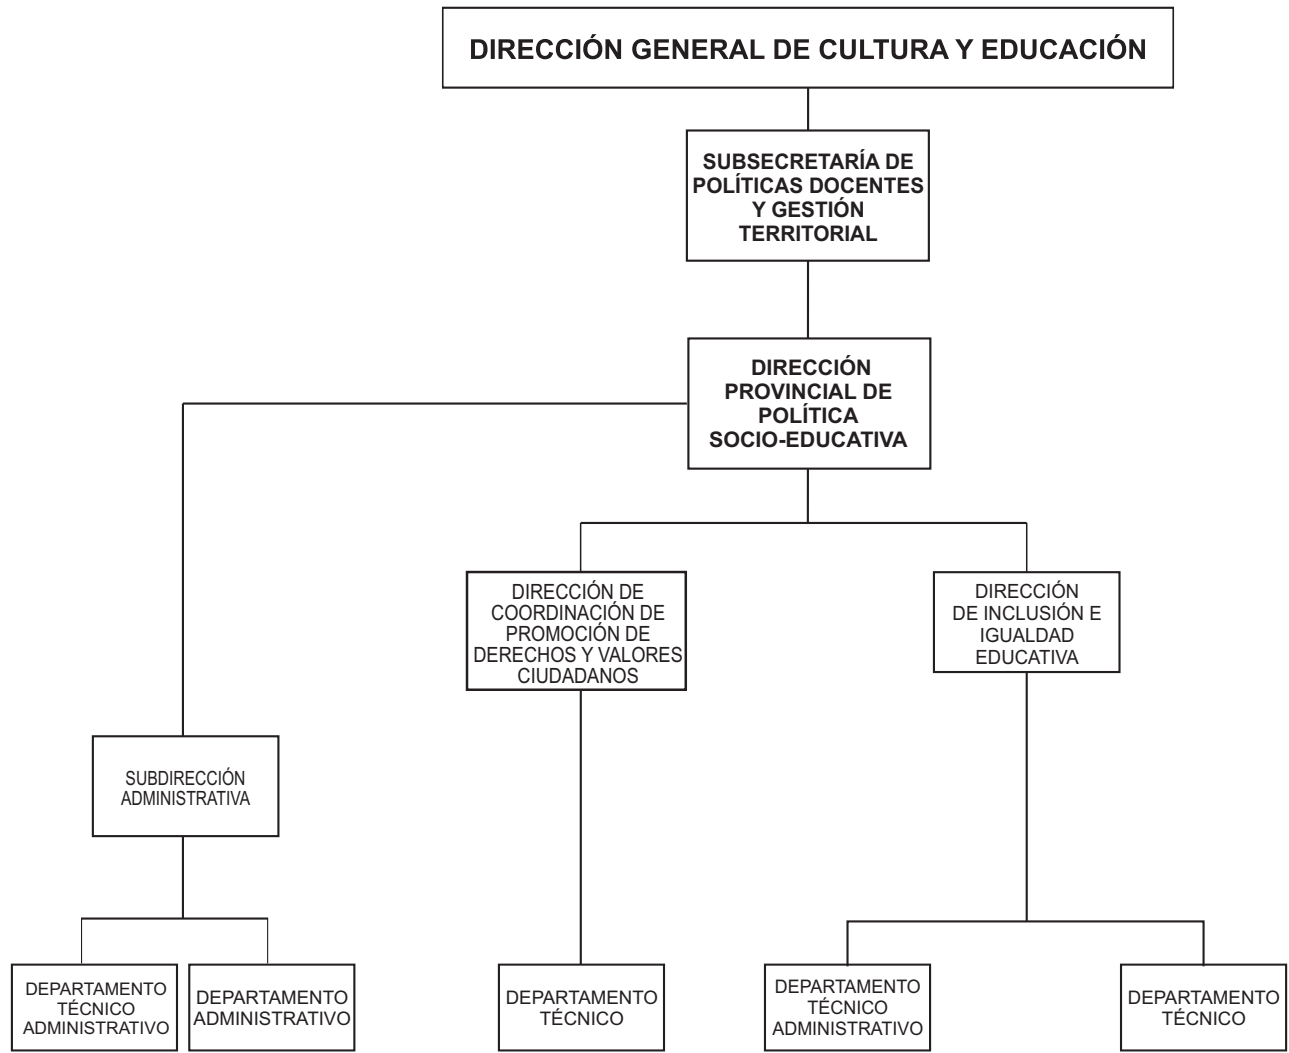 DIRECCIÓN GENERAL DE CULTURA Y EDUCACIÓN
SUBSECRETARÍA DE
POLÍTICAS DOCENTES
Y GESTIÓN
TERRITORIAL
DIRECCIÓN
PROVINCIAL DE
POLÍTICA
SOCIO-EDUCATIVA
DIRECCIÓN DE
COORDINACIÓN DE
PROMOCIÓN DE
DERECHOS Y VALORES
CIUDADANOS
DIRECCIÓN
DE INCLUSIÓN E
IGUALDAD
EDUCATIVA
SUBDIRECCIÓN
ADMINISTRATIVA
DEPARTAMENTO
TÉCNICO
ADMINISTRATIVO
DEPARTAMENTO
ADMINISTRATIVO
DEPARTAMENTO
TÉCNICO
DEPARTAMENTO
TÉCNICO
ADMINISTRATIVO
DEPARTAMENTO
TÉCNICO